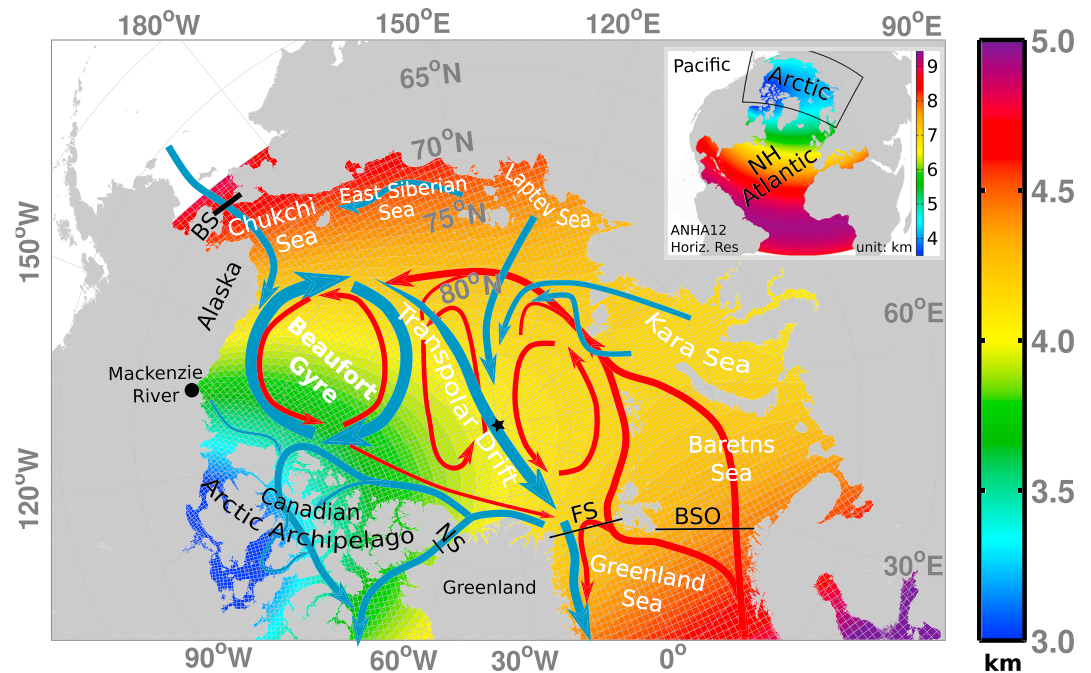 180°W
150°E
120°E
90°E
65°N
70°N
75°N
80°N
Pacific
Arctic
NH
Atlantic
ANHA12
Horiz. Res
unit: km
9
8
7
6
5
4
5.0
4.5
4.0
3.5
3.0
km
BS
Chukchi
Sea
East Siberian
Sea
Laptev Sea
150°W
Alaska
60°E
Beaufort
Gyre
Transpolar Drift
Kara Sea
Mackenzie
River
Baretns
Sea
120°W
Canadian
Arctic Archipelago
NS
FS
BSO
Greenland
Greenland
Sea
30°E
90°W
60°W
30°W
0°